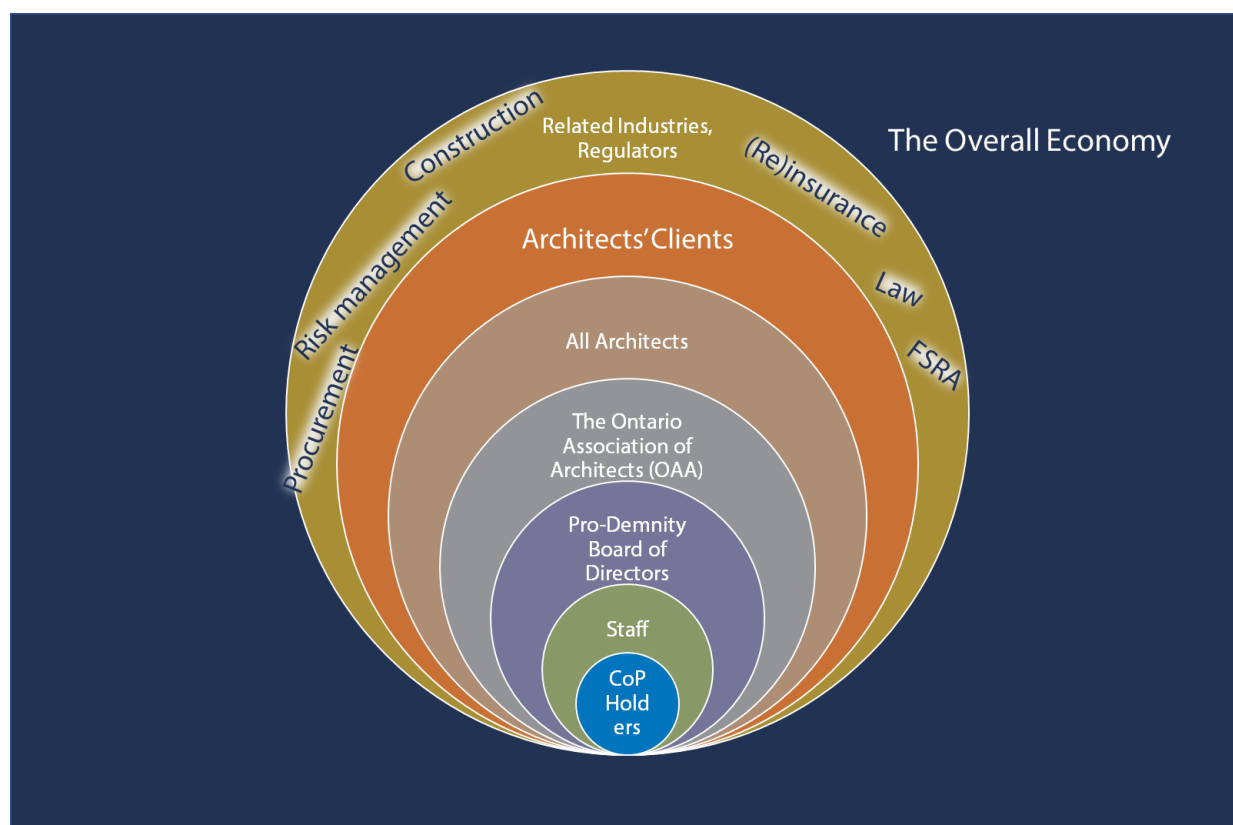 Construction
Related Industries,
Regulators
(Re)insurance
The Overall Economy
Risk management
Architects’ Clients
Law
Procurement
All Architects
FSRA
The Ontario
Association of
Architects (OAA)
Pro-Demnity
Board of
Directors
Staff
CoP
Hold
ers